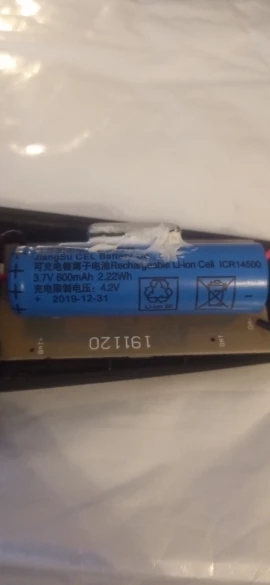 Jiangsu CEL Batter
可充电锂离子电池Rechargeable Li-ion Cell ICR14500
3.7V 600mAh 2.22Wh
充电限制电压：4.2V
+ 2019-12-31
191120